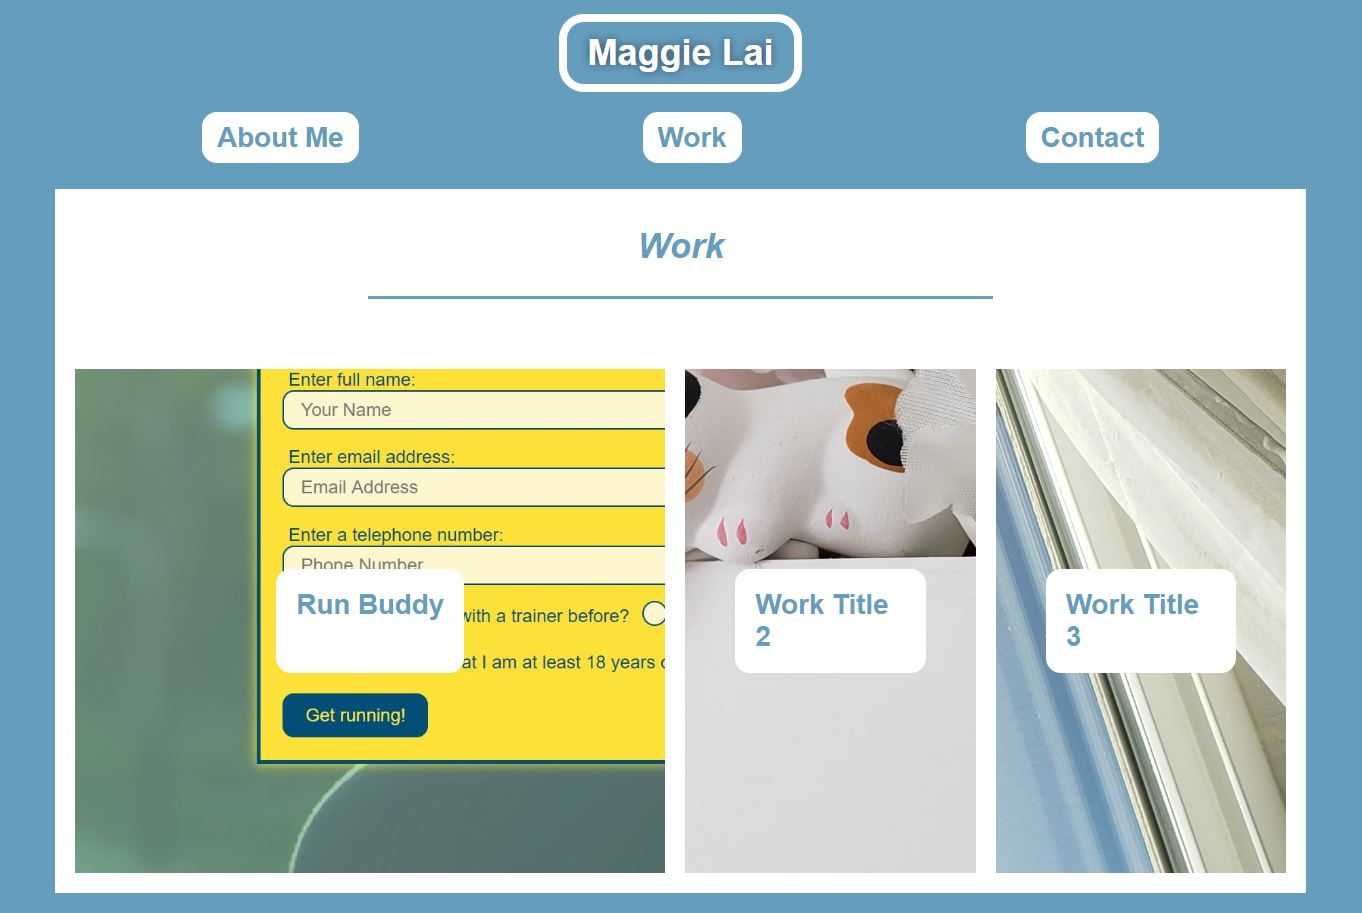 Maggie Lai
About Me
Work
Contact
Work
Enter full name:
Your Name
Enter email address:
Email Address
Enter a telephone number:
Phone Number
Run Buddy
with a trainer before?
at I am at least 18 years
Get running!
Work Title
2
Work Title
3